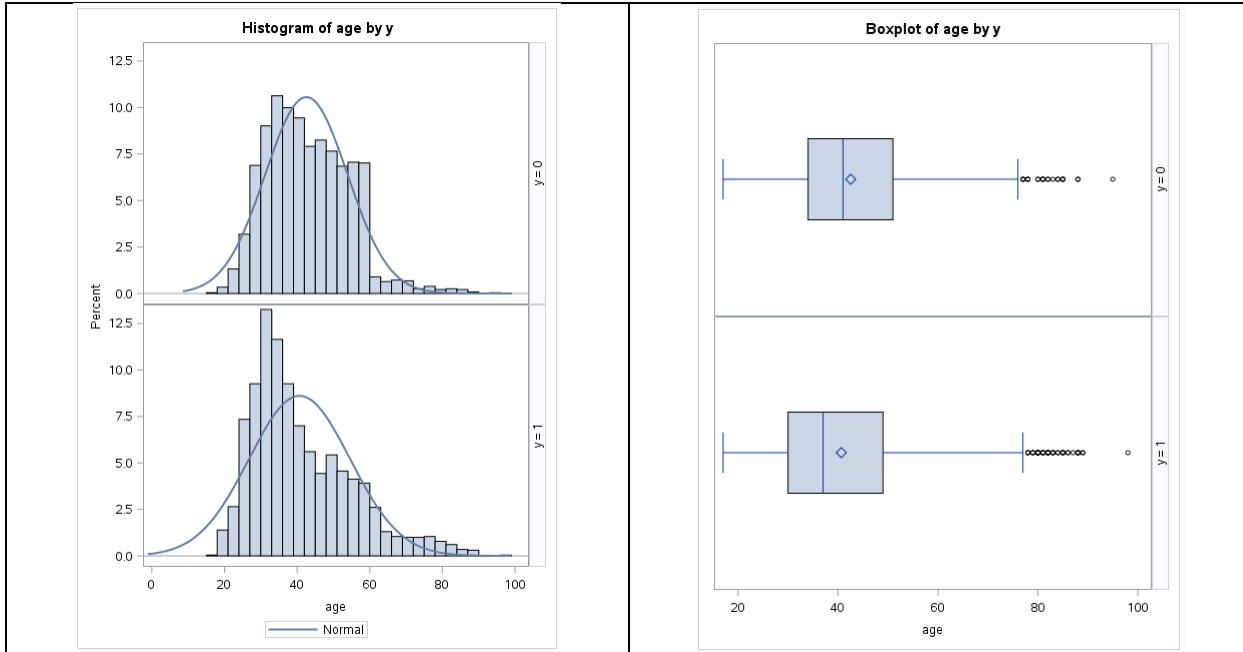 Histogram of age by y
12.5
10.0
7.5
5.0
2.5
0.0
y = 0
Percent
12.5
10.0
7.5
5.0
2.5
0.0
y = 1
0 20 40 60 80 100
age
Normal
Boxplot of age by y
y = 0
y = 1
20 40 60 80 100
age